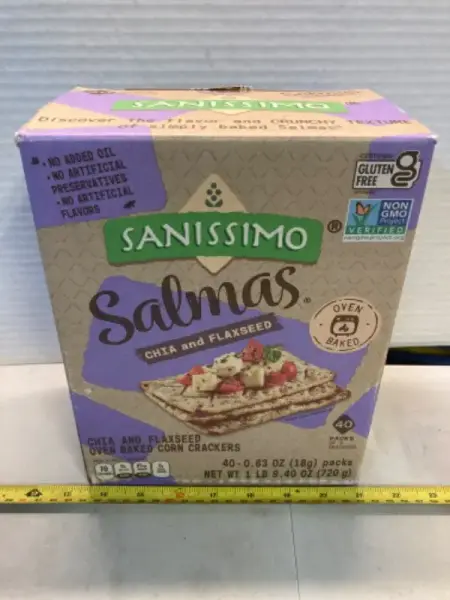 SANISSIMO
Discover the flavor and CRUNCHY TEXTURE
of simply baked Salmas
• NO ADDED OIL
• NO ARTIFICIAL
PRESERVATIVES
• NO ARTIFICIAL
FLAVORS
CERTIFIED
GLUTEN
FREE
NON
GMO
Project
VERIFIED
SANISSIMO®
Salmas®
CHIA and FLAXSEED
OVEN
BAKED
40
PACKS
CHIA AND FLAXSEED
OVEN BAKED CORN CRACKERS
40-0.63 OZ (18g) packs
NET WT 1 LB 9.40 OZ (720 g)